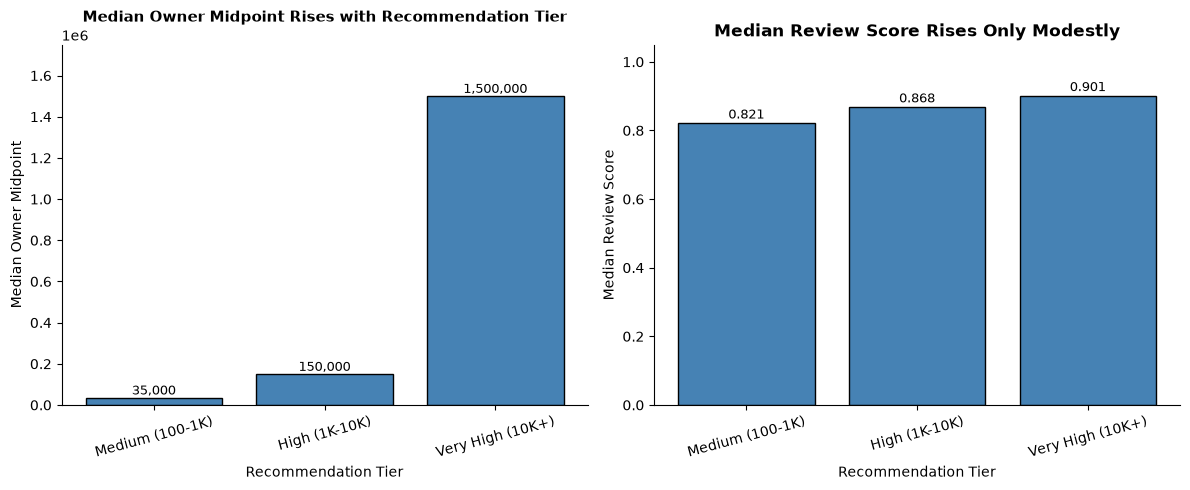 Median Owner Midpoint Rises with Recommendation Tier
1e6
Median Owner Midpoint
1.6
1.4
1.2
1.0
0.8
0.6
0.4
0.2
0.0
35,000
150,000
1,500,000
Medium (100-1K)
High (1K-10K)
Very High (10K+)
Recommendation Tier
Median Review Score Rises Only Modestly
Median Review Score
1.0
0.8
0.6
0.4
0.2
0.0
0.821
0.868
0.901
Medium (100-1K)
High (1K-10K)
Very High (10K+)
Recommendation Tier